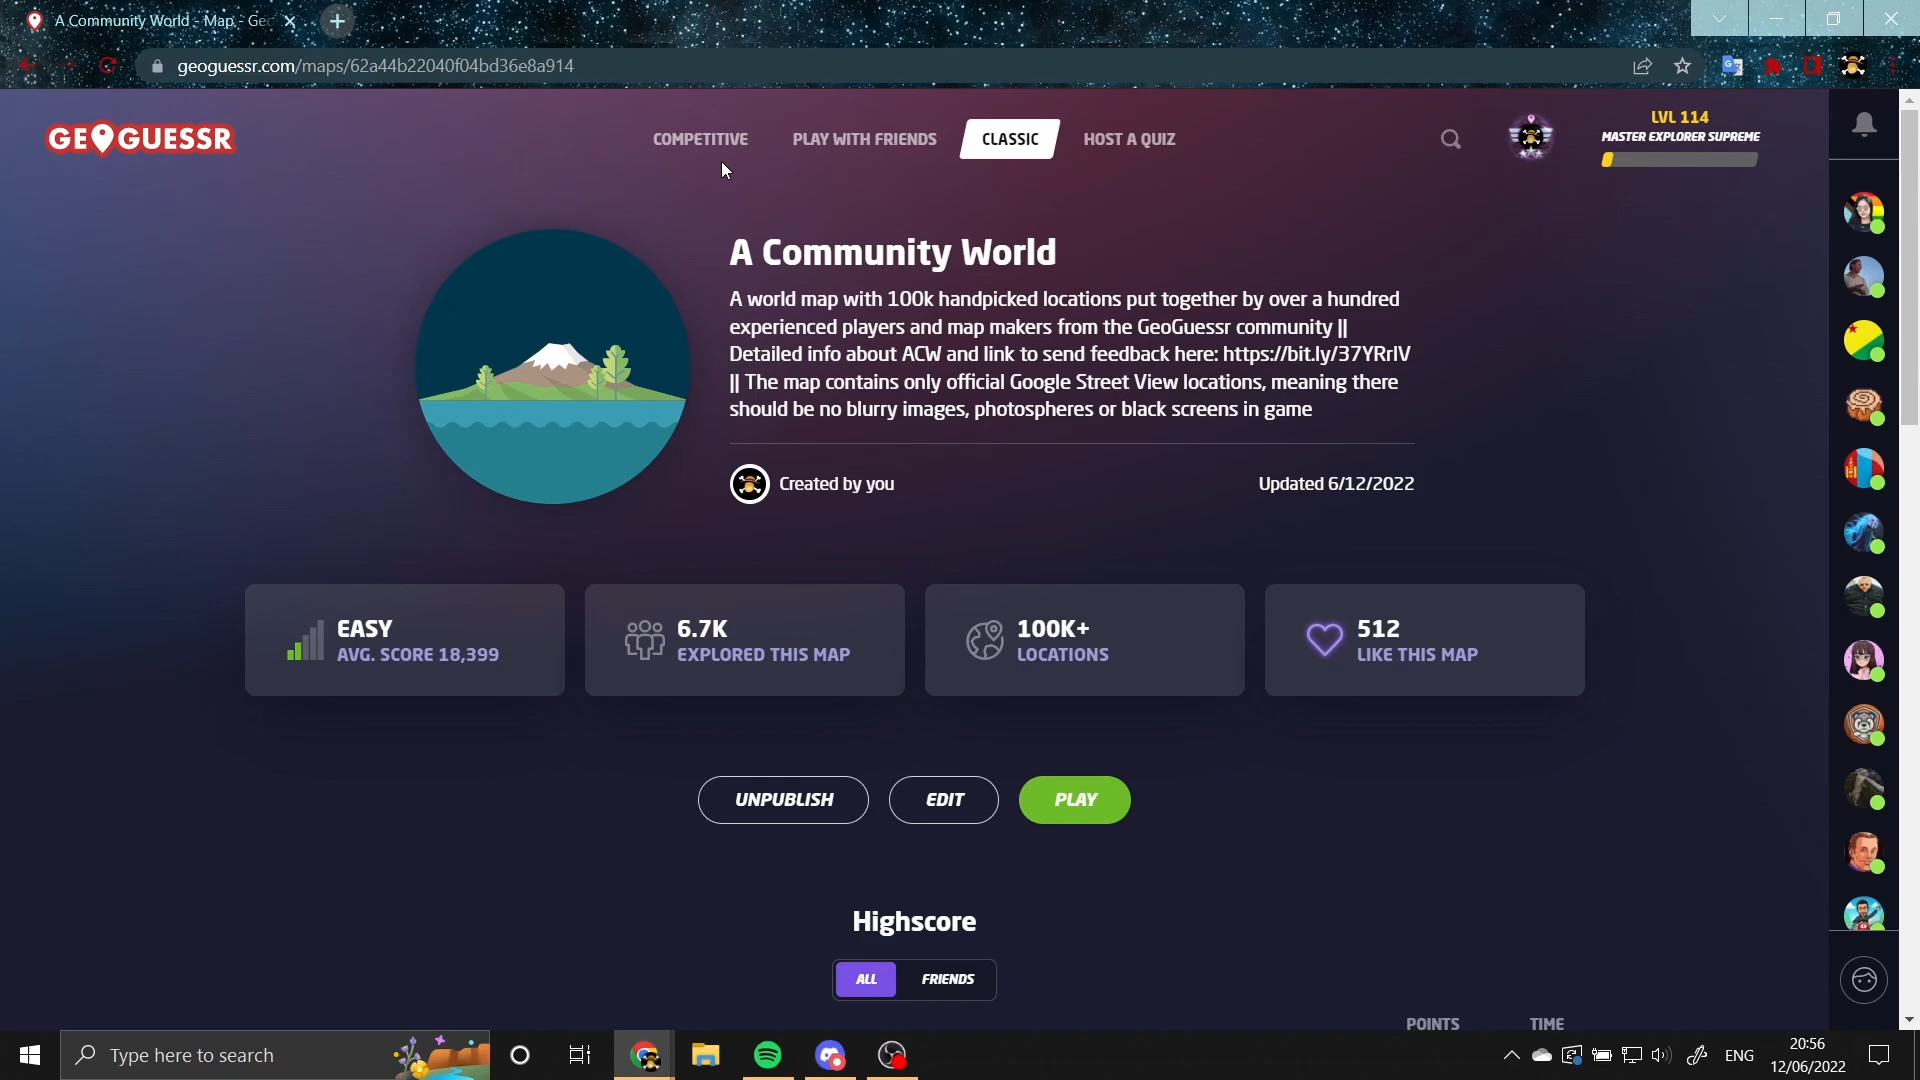 A Community World - Map - Geo
geoguessr.com/maps/62a44b22040f04bd36e8a914
GEOGUESSR
COMPETITIVE
PLAY WITH FRIENDS
CLASSIC
HOST A QUIZ
LVL 114
MASTER EXPLORER SUPREME
A Community World
A world map with 100k handpicked locations put together by over a hundred
experienced players and map makers from the GeoGuessr community ||
Detailed info about ACW and link to send feedback here: https://bit.ly/37YRrIV
|| The map contains only official Google Street View locations, meaning there
should be no blurry images, photospheres or black screens in game
Created by you
Updated 6/12/2022
EASY
AVG. SCORE 18,399
6.7K
EXPLORED THIS MAP
100K+
LOCATIONS
512
LIKE THIS MAP
UNPUBLISH
EDIT
PLAY
Highscore
ALL
FRIENDS
POINTS
TIME
Type here to search
ENG
20:56
12/06/2022